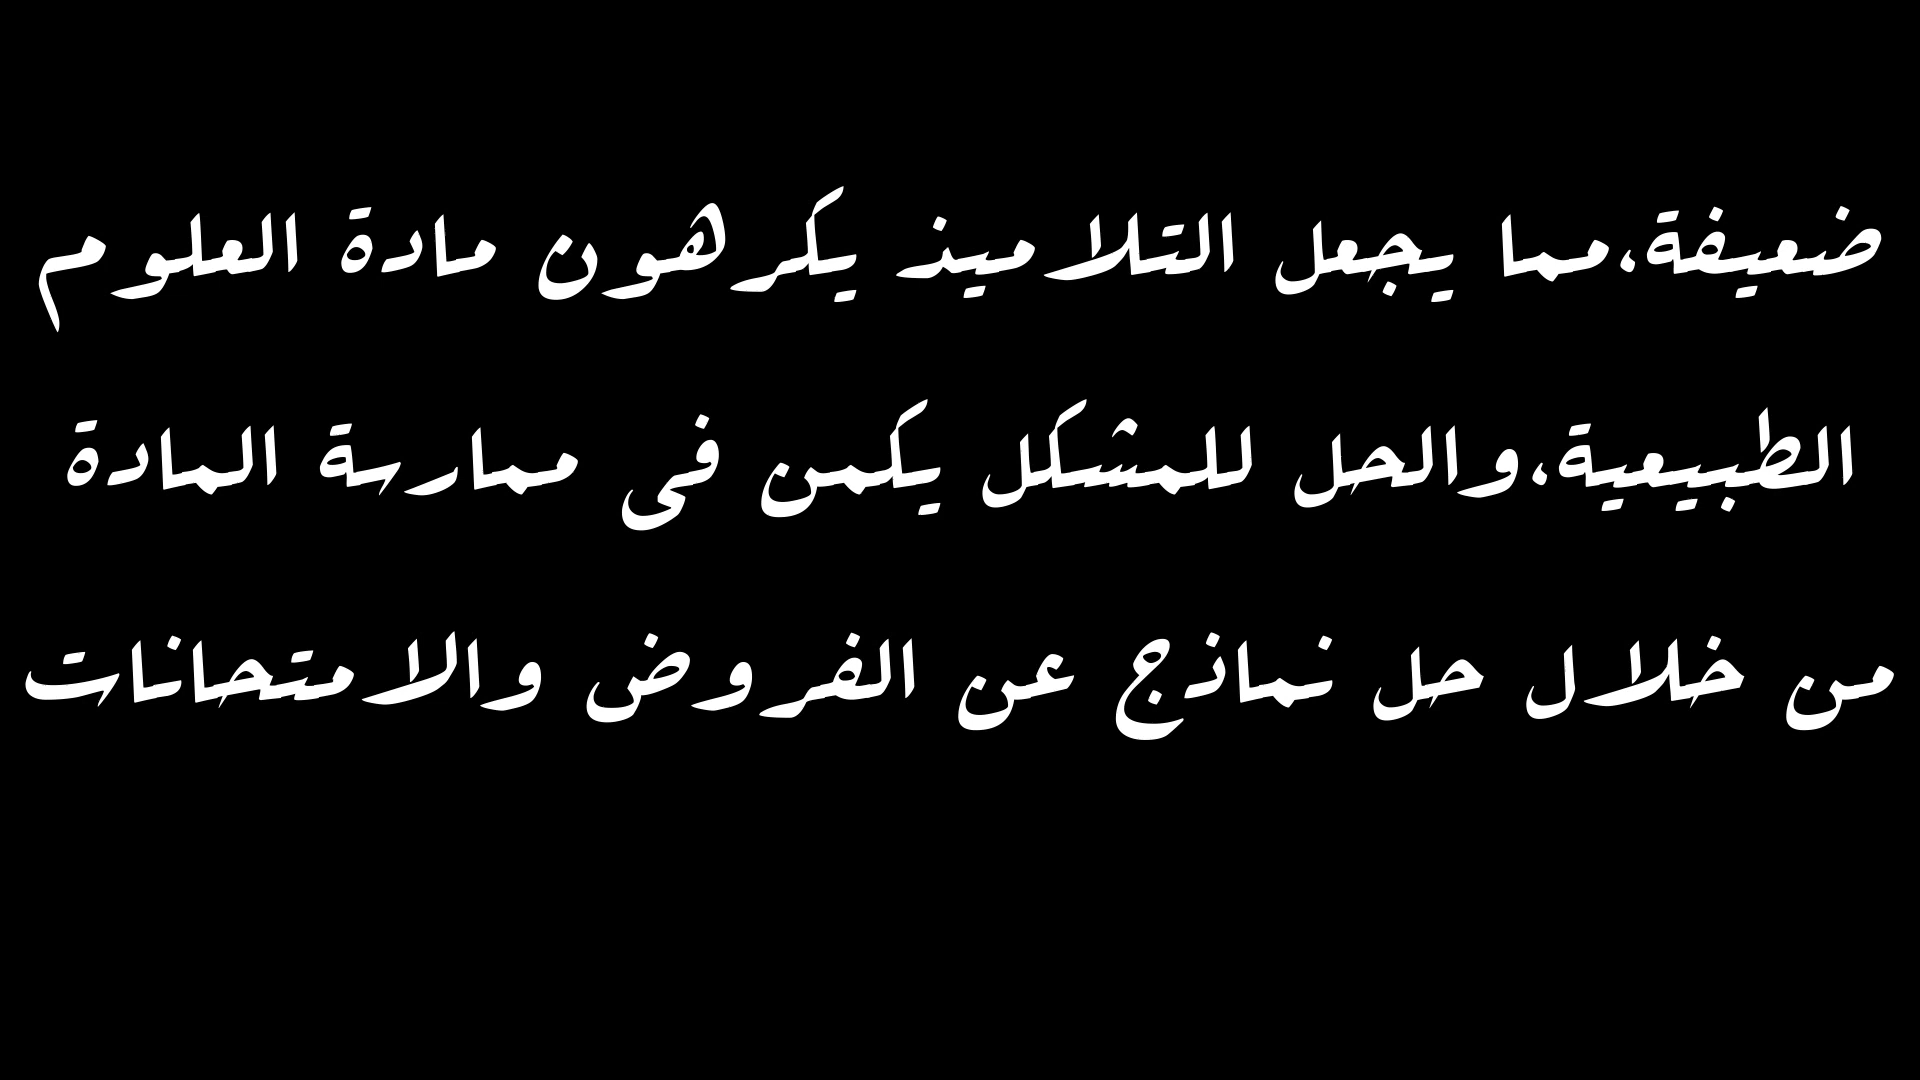 ضعيفة،مما يجعل التلاميذ يكرهون مادة العلوم
الطبيعية،والحل للمشكل يكمن فى ممارسة المادة
من خلال حل نماذج عن الفروض والامتحانات